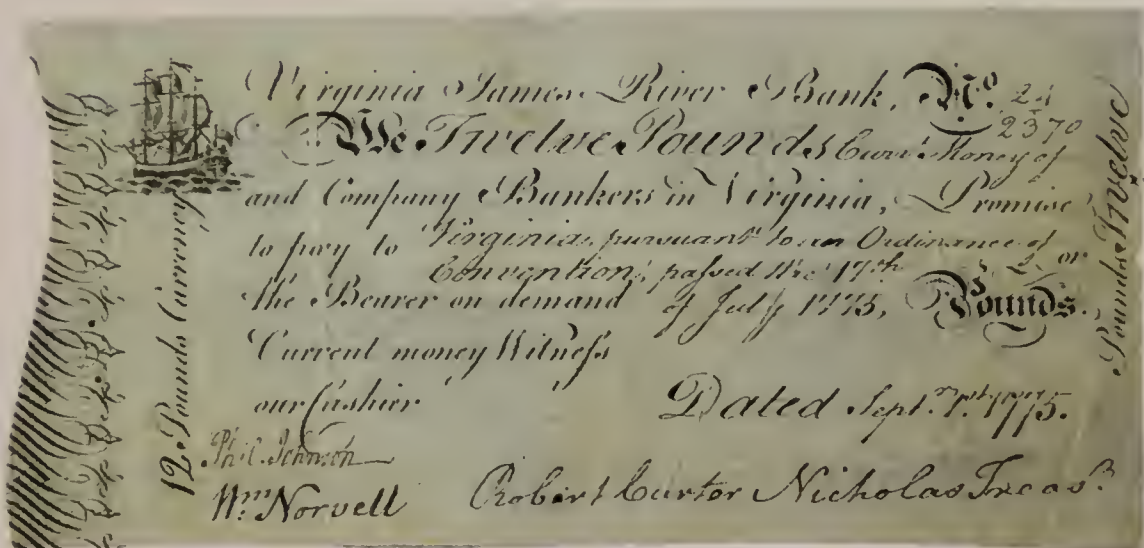 Virginia James River Bank, No. 24
2370
We Twelve Pounds Curr.t Money of
and Company Bankers in Virginia, Promise
to pay to Virginia, pursuant to an Ordinance of
Convention, passed the 17th or
the Bearer on demand of July 1775, Pounds.
Current money Witneſs
our Cashier Dated Sept.r 1st 1775.
Phil. Johnson
Wm. Norvell Robert Carter Nicholas Treas.r
12 Pounds Currency
Pounds Twelve